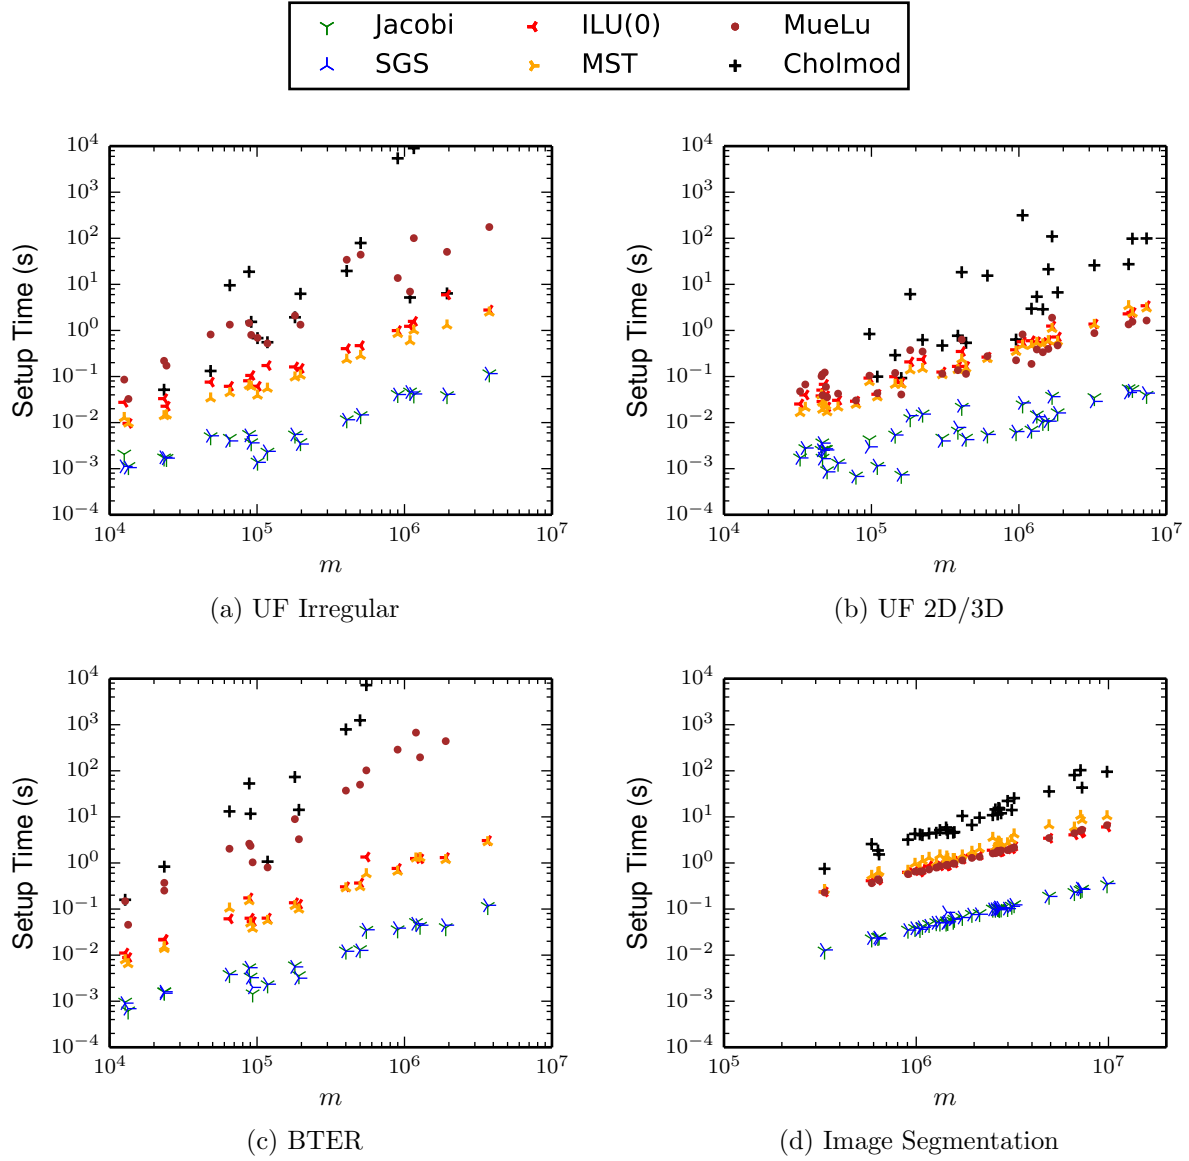 Jacobi ILU(0) MueLu
SGS MST Cholmod
10^4 10^3 10^2 10^1 10^0 10^-1 10^-2 10^-3 10^-4
Setup Time (s)
10^4 10^5 10^6 10^7
m
(a) UF Irregular
10^4 10^3 10^2 10^1 10^0 10^-1 10^-2 10^-3 10^-4
Setup Time (s)
10^4 10^5 10^6 10^7
m
(b) UF 2D/3D
10^4 10^3 10^2 10^1 10^0 10^-1 10^-2 10^-3 10^-4
Setup Time (s)
10^4 10^5 10^6 10^7
m
(c) BTER
10^4 10^3 10^2 10^1 10^0 10^-1 10^-2 10^-3 10^-4
Setup Time (s)
10^5 10^6 10^7
m
(d) Image Segmentation